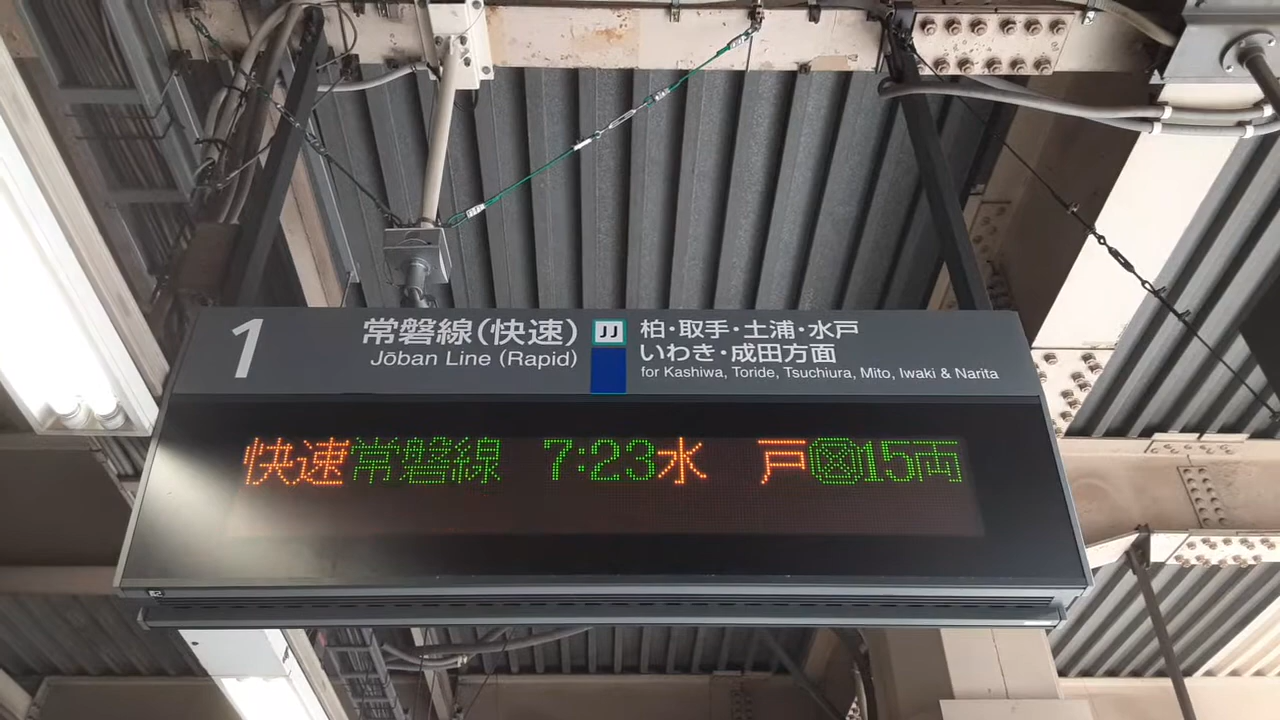 1
常磐線(快速)
Jōban Line (Rapid)
JJ
柏・取手・土浦・水戸
いわき・成田方面
for Kashiwa, Toride, Tsuchiura, Mito, Iwaki & Narita
快速常磐線 7:23水 戸 15両